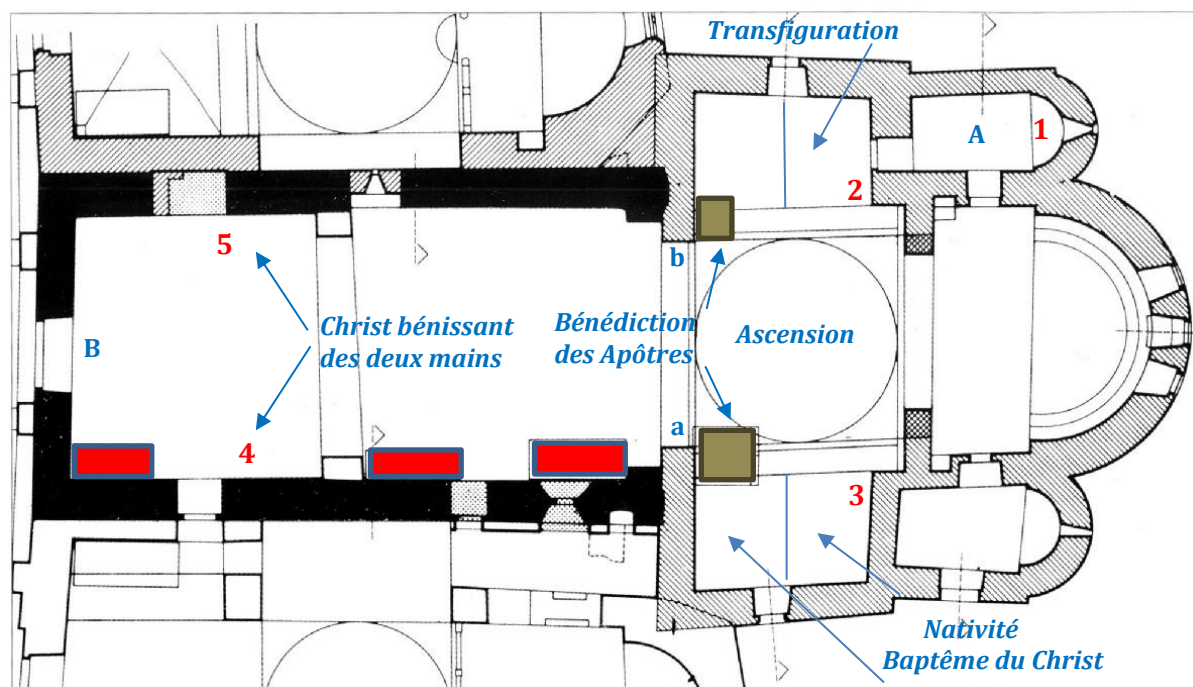 Transfiguration
A
1
2
5
b
Christ bénissant
des deux mains
Bénédiction
des Apôtres
Ascension
B
a
4
3
Nativité
Baptême du Christ